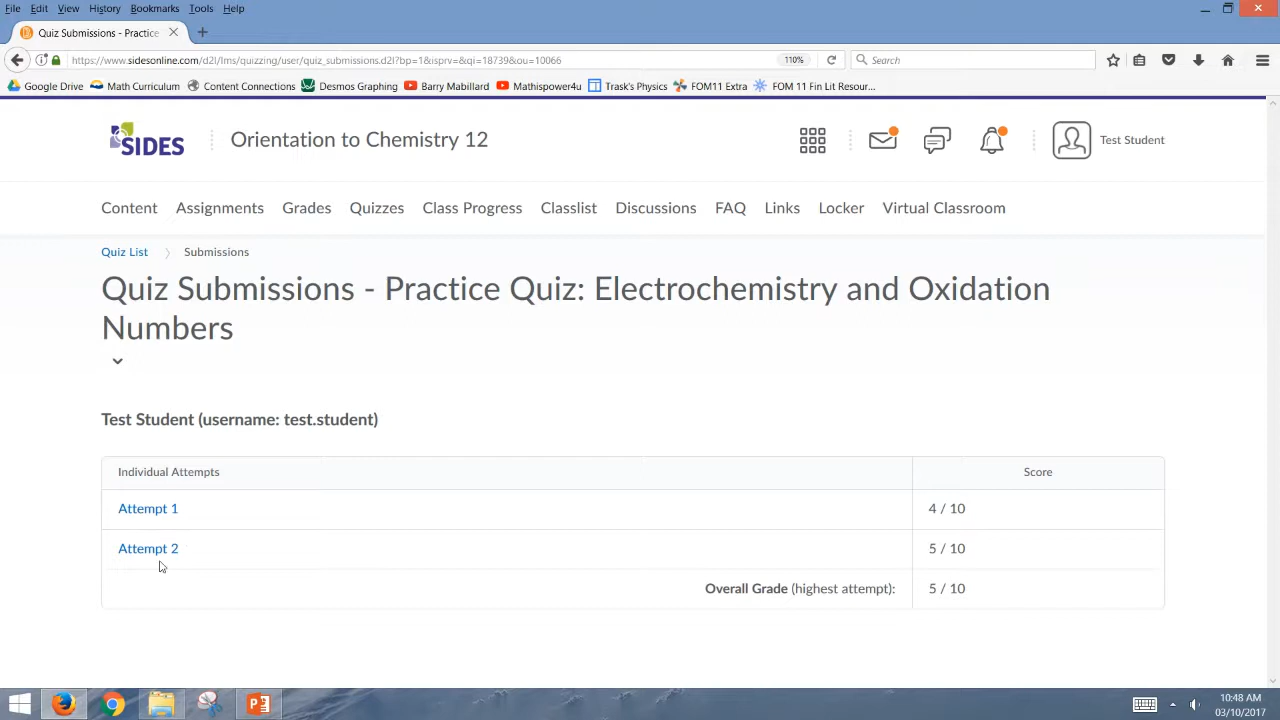 File Edit View History Bookmarks Tools Help
Quiz Submissions - Practice
https://www.sidesonline.com/d2l/lms/quizzing/user/quiz_submissions.d2l?bp=1&isprv=&qi=18739&ou=10066 110% Search
Google Drive Math Curriculum Content Connections Desmos Graphing Barry Mabillard Mathispower4u Trask's Physics FOM11 Extra FOM 11 Fin Lit Resour...
SIDES Orientation to Chemistry 12 Test Student
Content Assignments Grades Quizzes Class Progress Classlist Discussions FAQ Links Locker Virtual Classroom
Quiz List Submissions
Quiz Submissions - Practice Quiz: Electrochemistry and Oxidation
Numbers
Test Student (username: test.student)
Individual Attempts Score
Attempt 1 4 / 10
Attempt 2 5 / 10
Overall Grade (highest attempt): 5 / 10
10:48 AM
03/10/2017